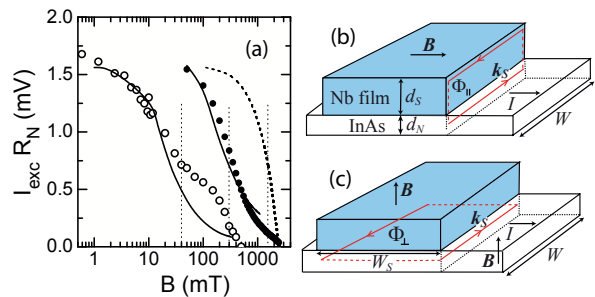 (a)
I_exc R_N (mV)
2.0
1.5
1.0
0.5
0.0
1 10 100 1000
B (mT)
(b)
B
Nb film
d_S
Φ_||
k_S
I
InAs
d_N
W
(c)
B
Φ_⊥
k_S
I
W_S
B
W